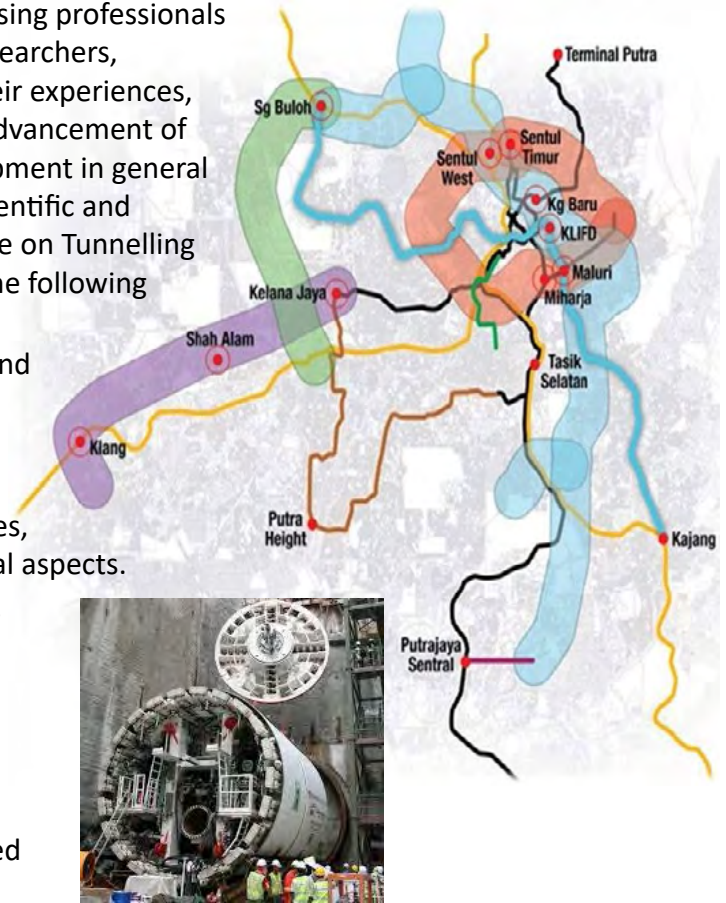 sing professionals
earchers,
eir experiences,
dvancement of
pment in general
entific and
e on Tunnelling
he following
nd
es,
al aspects.
ed
Terminal Putra
Sg Buloh
Sentul
Timur
Sentul
West
Kg Baru
KLIFD
Maluri
Miharja
Kelana Jaya
Shah Alam
Tasik
Selatan
Klang
Putra
Height
Kajang
Putrajaya
Sentral